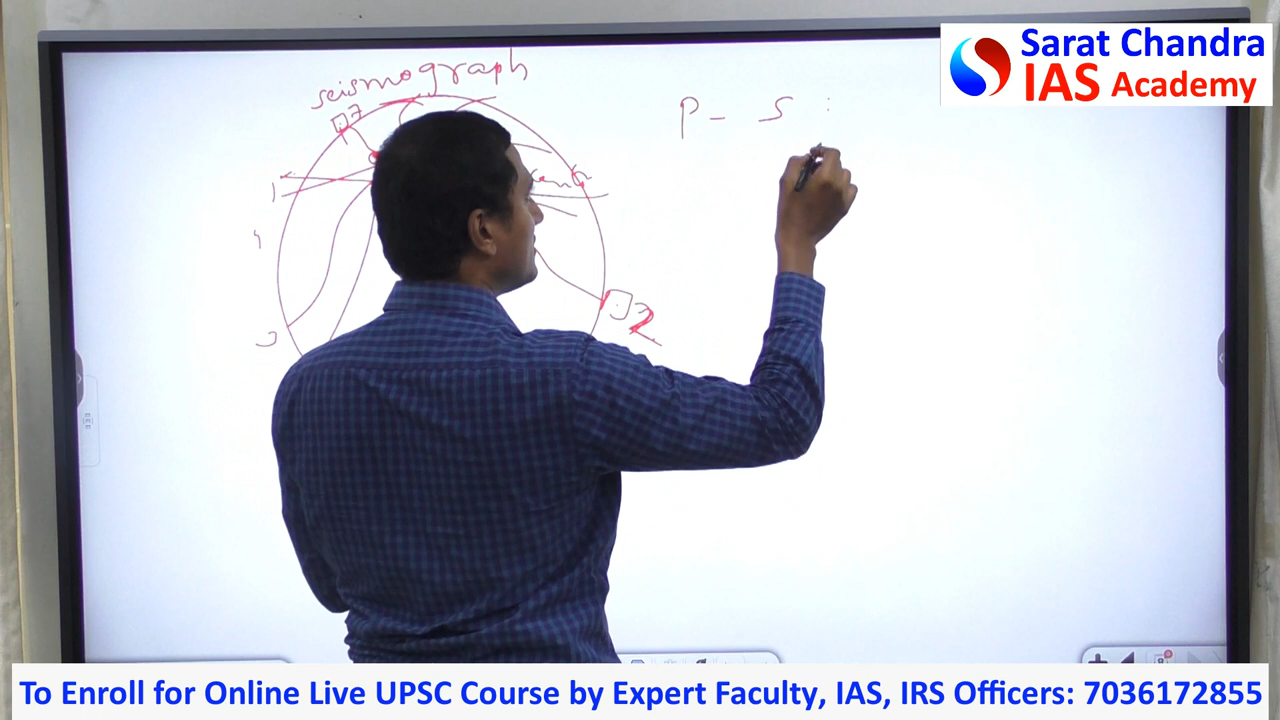 Sarat Chandra
IAS Academy
seismograph
P - S :
To Enroll for Online Live UPSC Course by Expert Faculty, IAS, IRS Officers: 7036172855